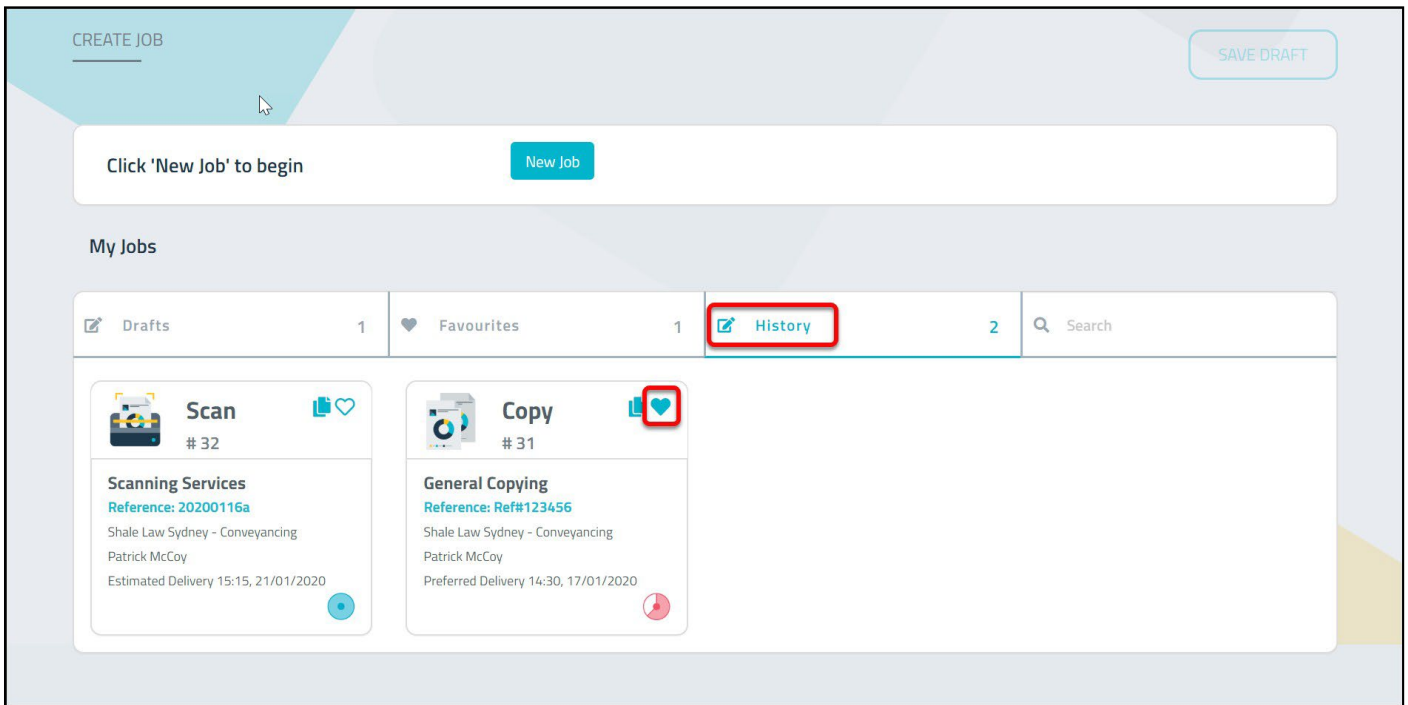 CREATE JOB
SAVE DRAFT
Click 'New Job' to begin
New Job
My Jobs
Drafts 1
Favourites 1
History 2
Search
Scan
# 32
Scanning Services
Reference: 20200116a
Shale Law Sydney - Conveyancing
Patrick McCoy
Estimated Delivery 15:15, 21/01/2020
Copy
# 31
General Copying
Reference: Ref#123456
Shale Law Sydney - Conveyancing
Patrick McCoy
Preferred Delivery 14:30, 17/01/2020